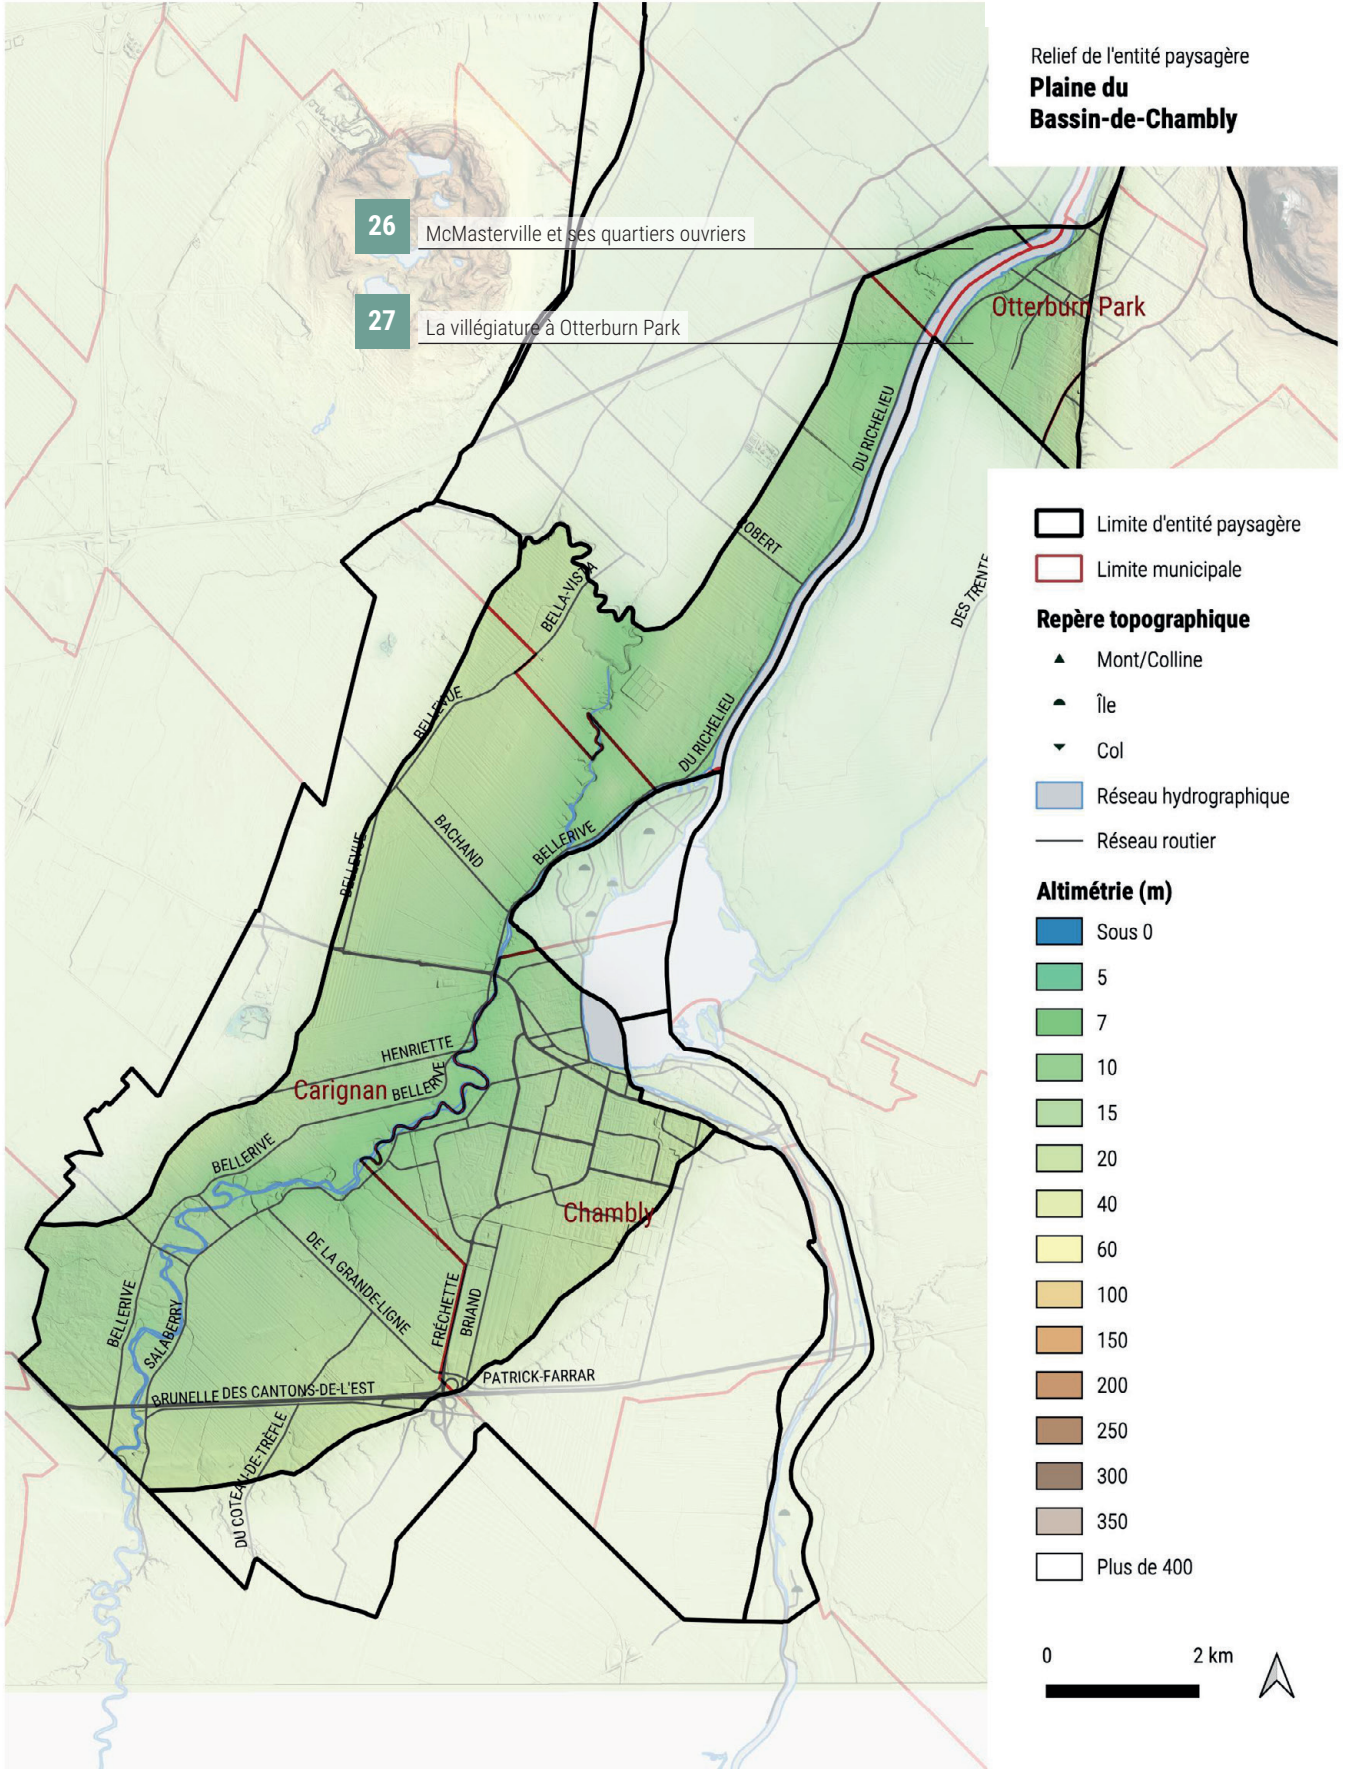 Relief de l'entité paysagère
Plaine du
Bassin-de-Chambly
26
McMasterville et ses quartiers ouvriers
27
La villégiature à Otterburn Park
Otterburn Park
DU RICHELIEU
ROBERT
DES TRENTE
BELLA-VISTA
BELLEVUE
DU RICHELIEU
BACHAND
BELLERIVE
BELLEVUE
HENRIETTE
Carignan
BELLERIVE
BELLERIVE
Chambly
DE LA GRANDE-LIGNE
BELLERIVE
SALABERRY
FRÉCHETTE
BRIAND
PATRICK-FARRAR
BRUNELLE
DES CANTONS-DE-L'EST
DU COTEAU-DE-TRÈFLE
Limite d'entité paysagère
Limite municipale
Repère topographique
Mont/Colline
Île
Col
Réseau hydrographique
Réseau routier
Altimétrie (m)
Sous 0
5
7
10
15
20
40
60
100
150
200
250
300
350
Plus de 400
0
2 km